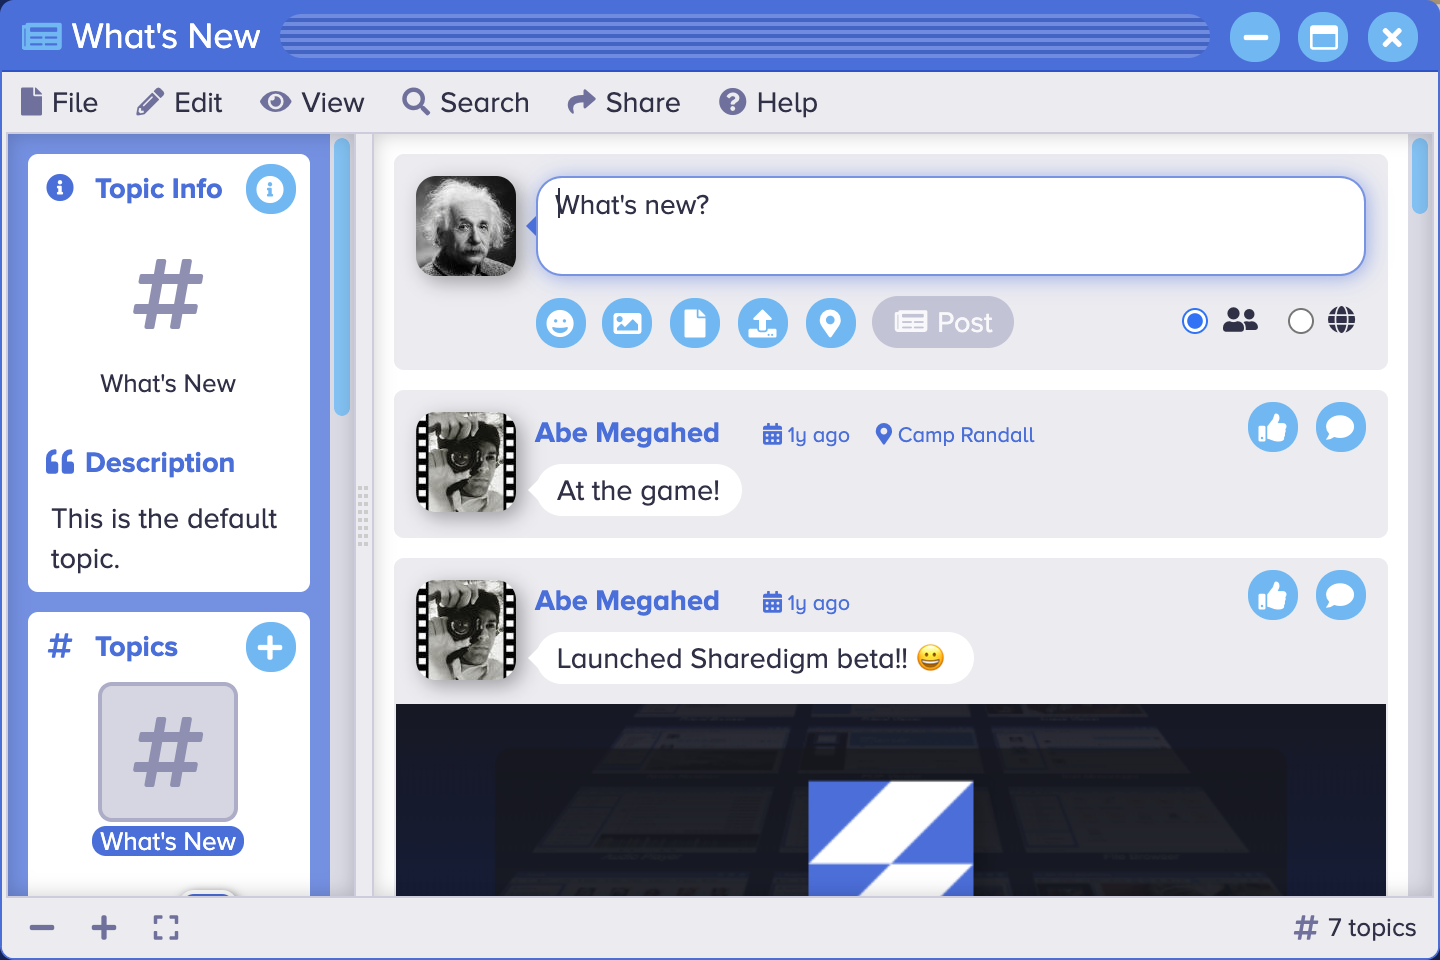 What's New
File Edit View Search Share Help
Topic Info
What's New
Description
This is the default
topic.
Topics
What's New
What's new?
Post
Abe Megahed 1y ago Camp Randall
At the game!
Abe Megahed 1y ago
Launched Sharedigm beta!! 😀
7 topics